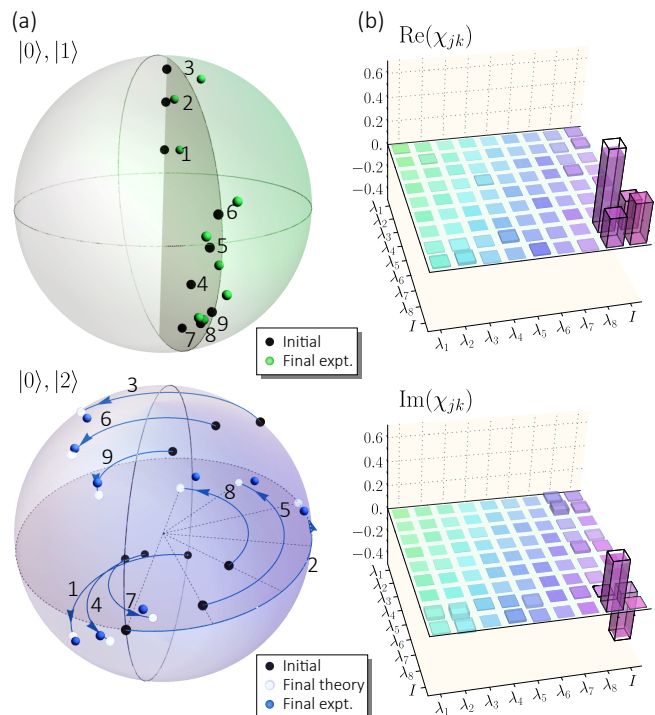 (a)
|0⟩, |1⟩
3
2
1
6
5
4
9
7 8
Initial
Final expt.
|0⟩, |2⟩
3
6
9
8
5
2
1
4
7
Initial
Final theory
Final expt.
(b)
Re(χjk)
0.6
0.4
0.2
0.
−0.2
−0.4
λ1
λ2
λ3
λ4
λ5
λ6
λ7
λ8
I
λ1 λ2 λ3 λ4 λ5 λ6 λ7 λ8 I
Im(χjk)
0.6
0.4
0.2
0.
−0.2
−0.4
λ1
λ2
λ3
λ4
λ5
λ6
λ7
λ8
I
λ1 λ2 λ3 λ4 λ5 λ6 λ7 λ8 I